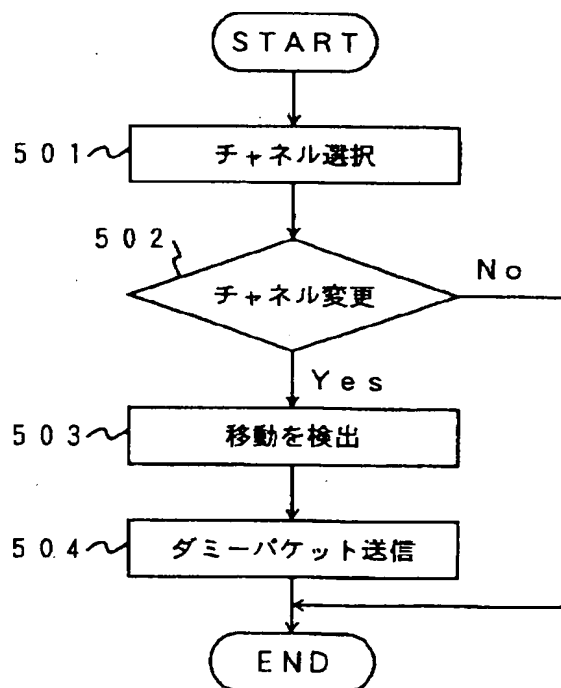 START
501
チャネル選択
502
チャネル変更
No
Yes
503
移動を検出
504
ダミーパケット送信
END